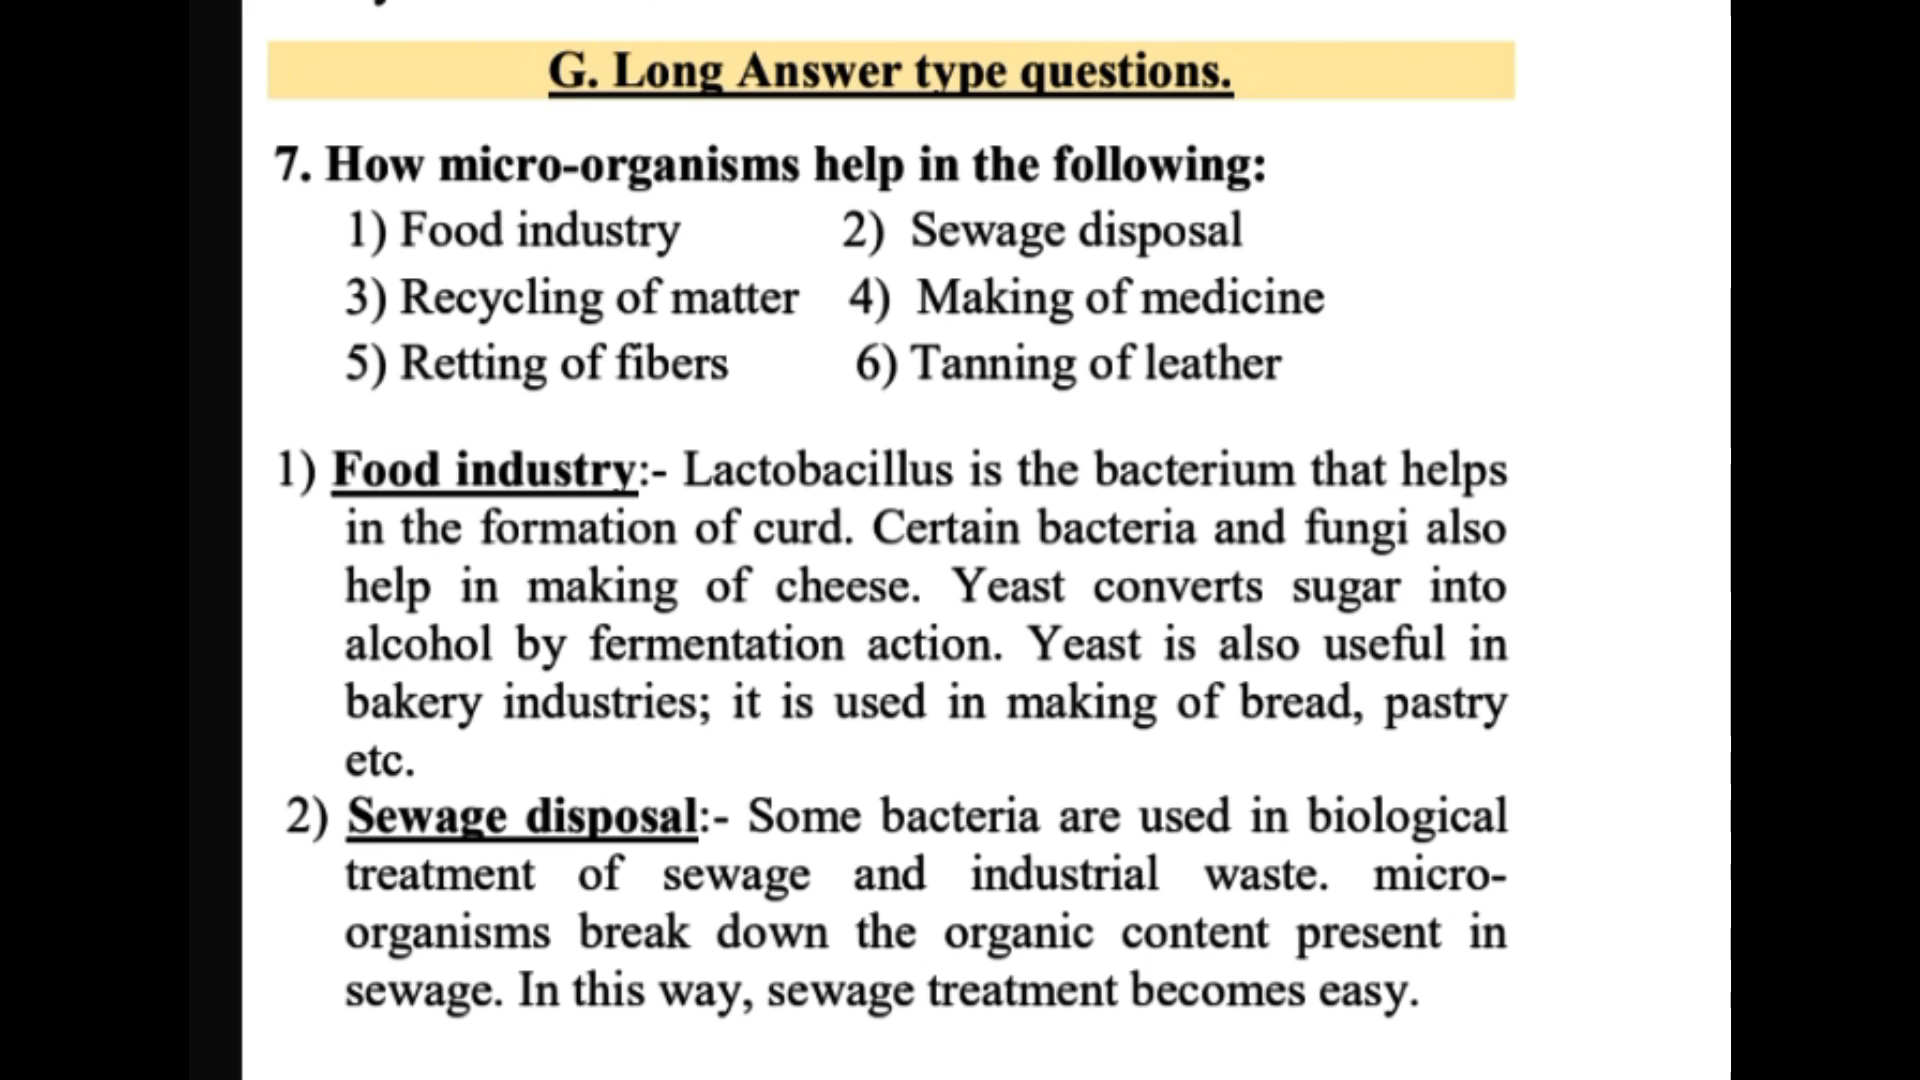 G. Long Answer type questions.
7. How micro-organisms help in the following:
1) Food industry 2) Sewage disposal
3) Recycling of matter 4) Making of medicine
5) Retting of fibers 6) Tanning of leather
1) Food industry:- Lactobacillus is the bacterium that helps
in the formation of curd. Certain bacteria and fungi also
help in making of cheese. Yeast converts sugar into
alcohol by fermentation action. Yeast is also useful in
bakery industries; it is used in making of bread, pastry
etc.
2) Sewage disposal:- Some bacteria are used in biological
treatment of sewage and industrial waste. micro-
organisms break down the organic content present in
sewage. In this way, sewage treatment becomes easy.